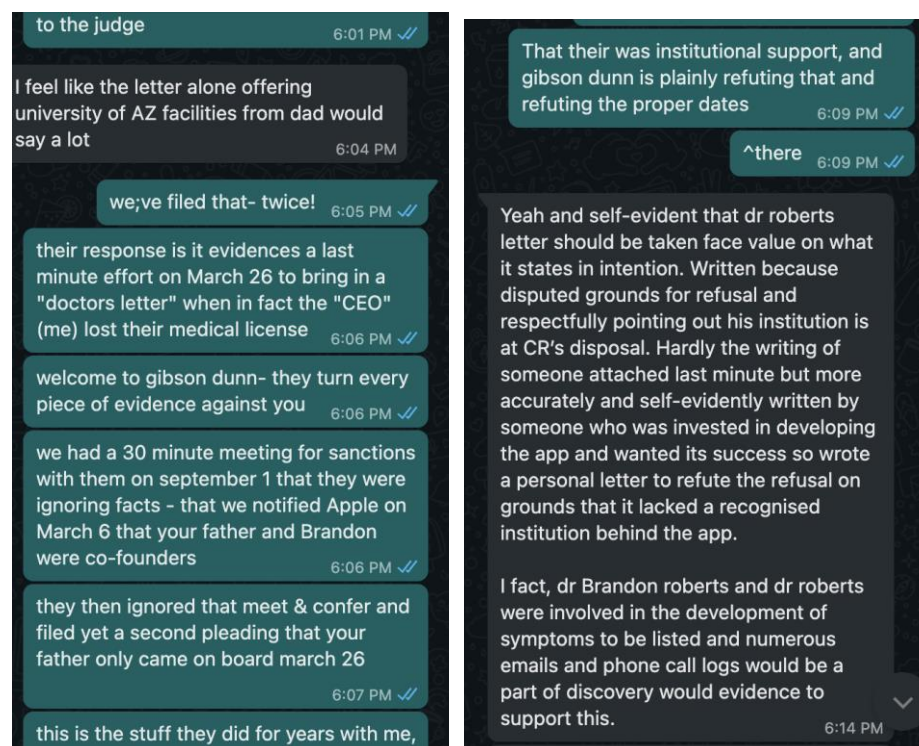 to the judge
6:01 PM
I feel like the letter alone offering
university of AZ facilities from dad would
say a lot
6:04 PM
we;ve filed that- twice!
6:05 PM
their response is it evidences a last
minute effort on March 26 to bring in a
"doctors letter" when in fact the "CEO"
(me) lost their medical license
6:06 PM
welcome to gibson dunn- they turn every
piece of evidence against you
6:06 PM
we had a 30 minute meeting for sanctions
with them on september 1 that they were
ignoring facts - that we notified Apple on
March 6 that your father and Brandon
were co-founders
6:06 PM
they then ignored that meet & confer and
filed yet a second pleading that your
father only came on board march 26
6:07 PM
this is the stuff they did for years with me,
That their was institutional support, and
gibson dunn is plainly refuting that and
refuting the proper dates
6:09 PM
^there
6:09 PM
Yeah and self-evident that dr roberts
letter should be taken face value on what
it states in intention. Written because
disputed grounds for refusal and
respectfully pointing out his institution is
at CR’s disposal. Hardly the writing of
someone attached last minute but more
accurately and self-evidently written by
someone who was invested in developing
the app and wanted its success so wrote
a personal letter to refute the refusal on
grounds that it lacked a recognised
institution behind the app.
I fact, dr Brandon roberts and dr roberts
were involved in the development of
symptoms to be listed and numerous
emails and phone call logs would be a
part of discovery would evidence to
support this.
6:14 PM